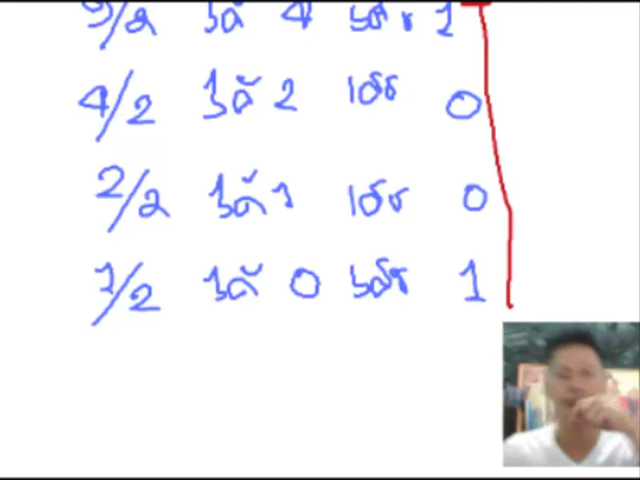 9/2 ได้ 4 เศษ 1
4/2 ได้ 2 เศษ 0
2/2 ได้ 1 เศษ 0
1/2 ได้ 0 เศษ 1